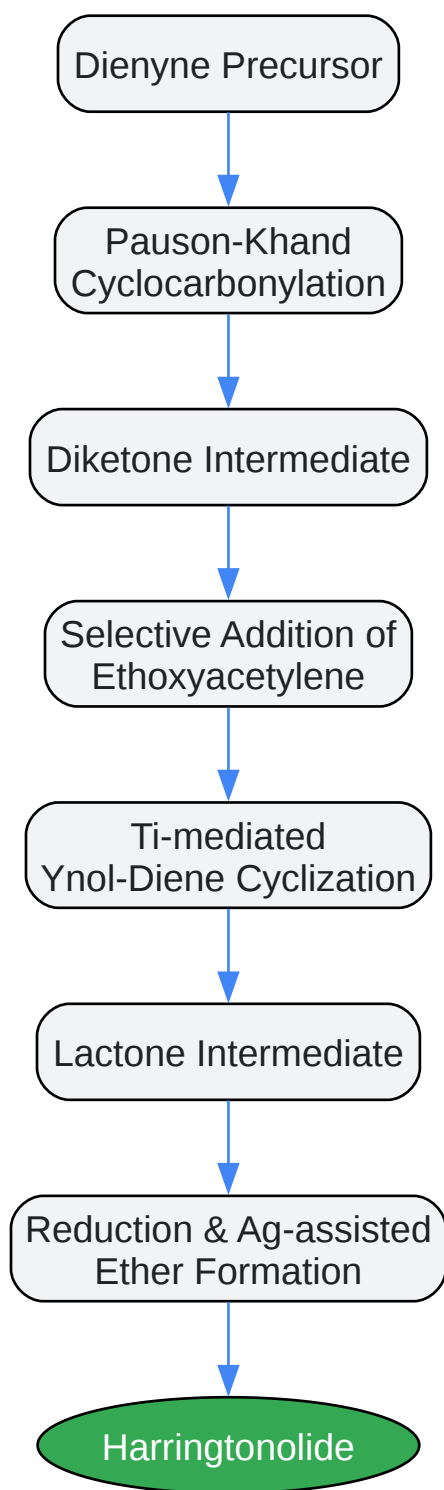 Dienyne Precursor
Pauson-Khand
Cyclocarbonylation
Diketone Intermediate
Selective Addition of
Ethoxyacetylene
Ti-mediated
Ynol-Diene Cyclization
Lactone Intermediate
Reduction & Ag-assisted
Ether Formation
Harringtonolide